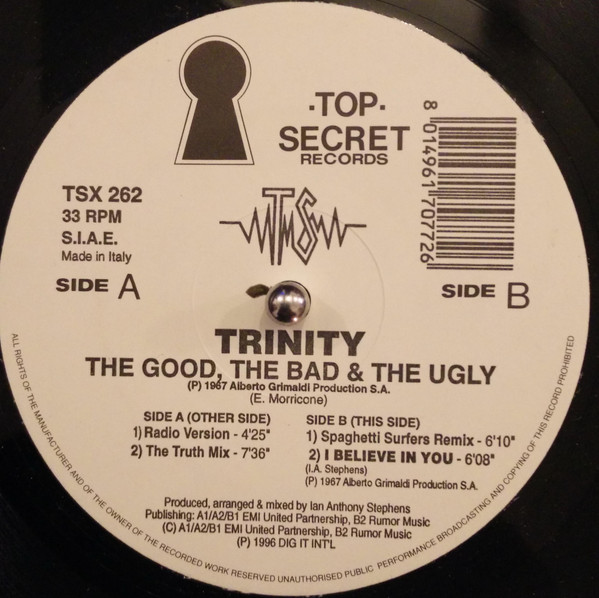 ·TOP·
SECRET
RECORDS
8 014961 707726
TSX 262
33 RPM
S.I.A.E.
Made in Italy
TMS
SIDE A
SIDE B
TRINITY
THE GOOD, THE BAD & THE UGLY
(P) 1967 Alberto Grimaldi Production S.A.
(E. Morricone)
SIDE A (OTHER SIDE)
1) Radio Version - 4'25"
2) The Truth Mix - 7'36"
SIDE B (THIS SIDE)
1) Spaghetti Surfers Remix - 6'10"
2) I BELIEVE IN YOU - 6'08"
(I.A. Stephens)
(P) 1967 Alberto Grimaldi Production S.A.
Produced, arranged & mixed by Ian Anthony Stephens
Publishing: A1/A2/B1 EMI United Partnership, B2 Rumor Music
(C) A1/A2/B1 EMI United Partnership, B2 Rumor Music
(P) 1996 DIG IT INT'L
ALL RIGHTS OF THE MANUFACTURER AND OF THE OWNER OF THE RECORDED WORK RESERVED UNAUTHORISED PUBLIC PERFORMANCE BROADCASTING AND COPYING OF THIS RECORD PROHIBITED